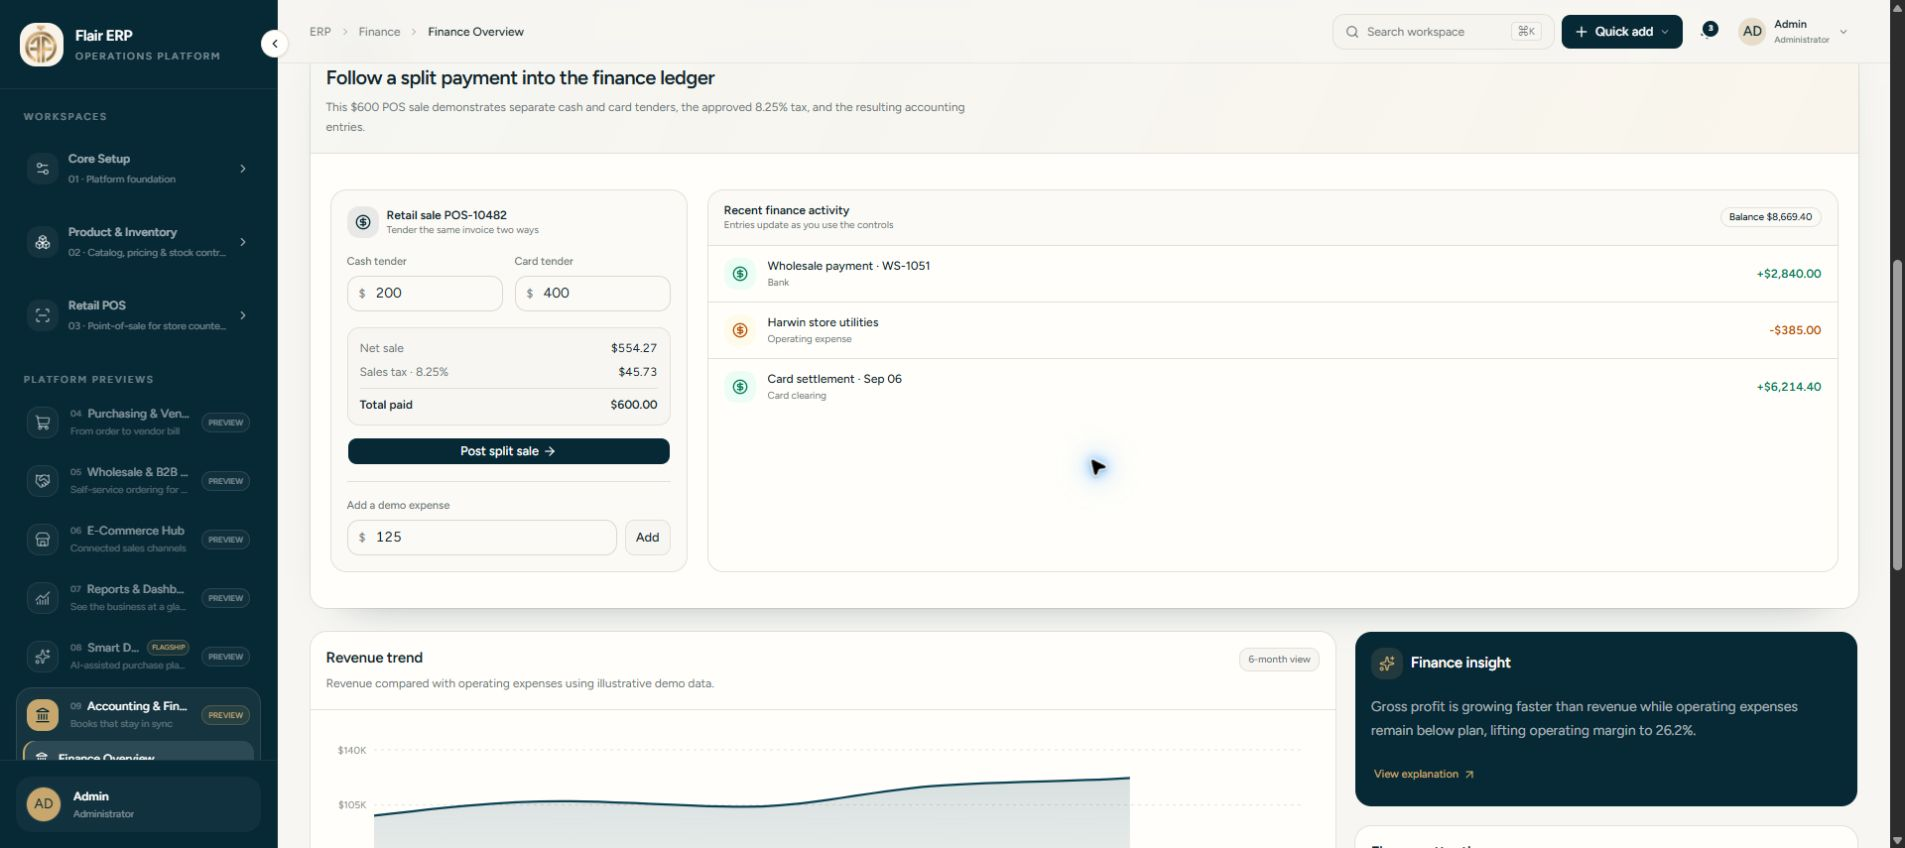 Flair ERP
OPERATIONS PLATFORM
WORKSPACES
Core Setup
01 · Platform foundation
Product & Inventory
02 · Catalog, pricing & stock contr...
Retail POS
03 · Point-of-sale for store counte...
PLATFORM PREVIEWS
04 Purchasing & Ven...
From order to vendor bill
PREVIEW
05 Wholesale & B2B ...
Self-service ordering for ...
PREVIEW
06 E-Commerce Hub
Connected sales channels
PREVIEW
07 Reports & Dashb...
See the business at a gla...
PREVIEW
08 Smart D... FLAGSHIP
AI-assisted purchase pla...
PREVIEW
09 Accounting & Fin...
Books that stay in sync
PREVIEW
Finance Overview
AD
Admin
Administrator
ERP > Finance > Finance Overview
Search workspace ⌘K
+ Quick add
3
AD
Admin
Administrator
Follow a split payment into the finance ledger
This $600 POS sale demonstrates separate cash and card tenders, the approved 8.25% tax, and the resulting accounting
entries.
Retail sale POS-10482
Tender the same invoice two ways
Cash tender Card tender
$ 200 $ 400
Net sale $554.27
Sales tax · 8.25% $45.73
Total paid $600.00
Post split sale →
Add a demo expense
$ 125 Add
Recent finance activity
Entries update as you use the controls
Balance $8,669.40
Wholesale payment · WS-1051
Bank
+$2,840.00
Harwin store utilities
Operating expense
-$385.00
Card settlement · Sep 06
Card clearing
+$6,214.40
Revenue trend
Revenue compared with operating expenses using illustrative demo data.
6-month view
$140K
$105K
Finance insight
Gross profit is growing faster than revenue while operating expenses
remain below plan, lifting operating margin to 26.2%.
View explanation ↗